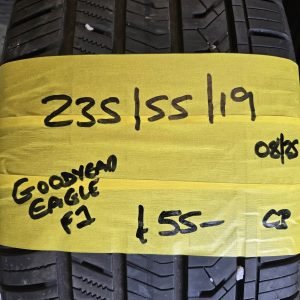 235/55/19
08/25
GOODYEAR
EAGLE
F1
£55-
CP